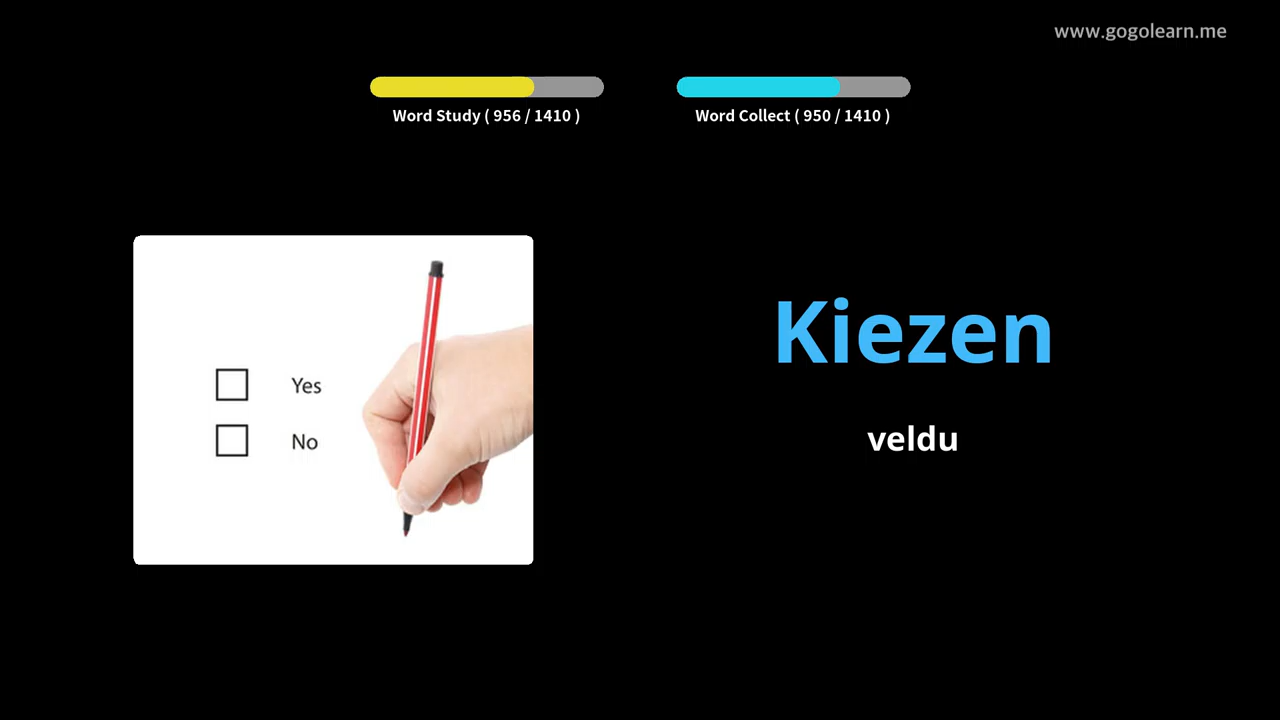 www.gogolearn.me
Word Study ( 956 / 1410 )
Word Collect ( 950 / 1410 )
Yes
No
Kiezen
veldu